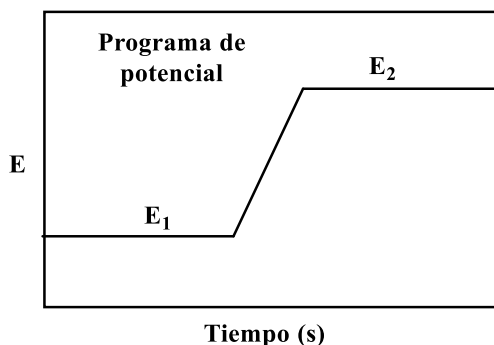 Programa de
potencial
E₂
E
E₁
Tiempo (s)